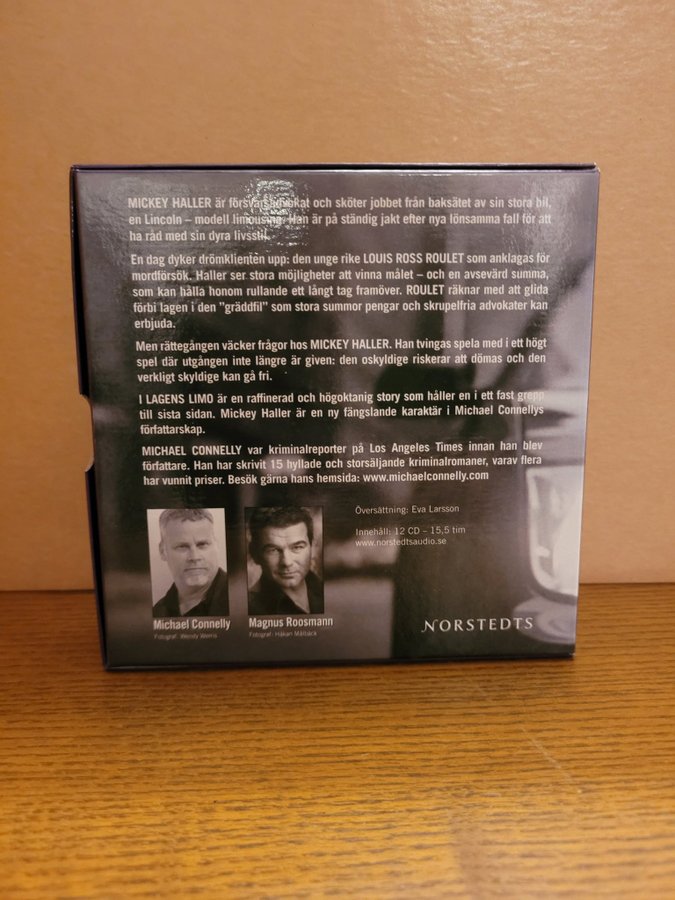 MICKEY HALLER är försvarsadvokat och sköter jobbet från baksätet av sin stora bil,
en Lincoln – modell limousine. Han är på ständig jakt efter nya lönsamma fall för att
ha råd med sin dyra livsstil.
En dag dyker drömklienten upp: den unge rike LOUIS ROSS ROULET som anklagas för
mordförsök. Haller ser stora möjligheter att vinna målet – och en avsevärd summa,
som kan hålla honom rullande ett långt tag framöver. ROULET räknar med att glida
förbi lagen i den "gräddfil" som stora summor pengar och skrupelfria advokater kan
erbjuda.
Men rättegången väcker frågor hos MICKEY HALLER. Han tvingas spela med i ett högt
spel där utgången inte längre är given: den oskyldige riskerar att dömas och den
verkligt skyldige kan gå fri.
I LAGENS LIMO är en raffinerad och högoktanig story som håller en i ett fast grepp
till sista sidan. Mickey Haller är en ny fängslande karaktär i Michael Connellys
författarskap.
MICHAEL CONNELLY var kriminalreporter på Los Angeles Times innan han blev
författare. Han har skrivit 15 hyllade och storsäljande kriminalromaner, varav flera
har vunnit priser. Besök gärna hans hemsida: www.michaelconnelly.com
Översättning: Eva Larsson
Innehåll: 12 CD – 15,5 tim
www.norstedtsaudio.se
Michael Connelly
Fotograf: Wendy Werris
Magnus Roosmann
Fotograf: Håkan Målbäck
NORSTEDTS